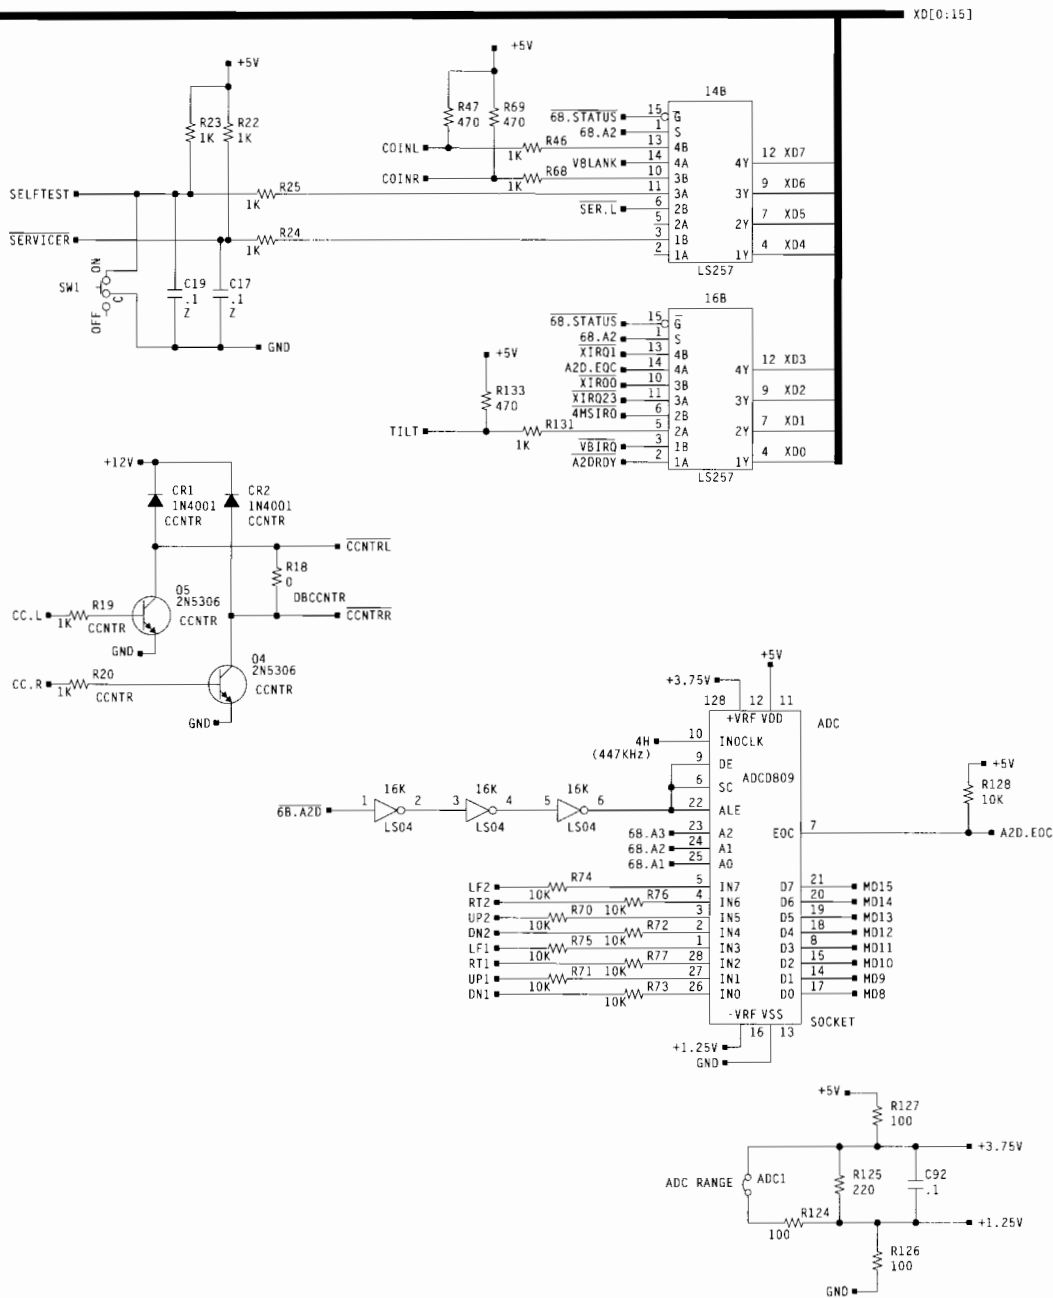 XD[0:15]
+5V
R23
1K
R22
1K
+5V
R47
470
R69
470
COINL
COINR
R46
1K
R68
1K
VBLANK
68.STATUS
68.A2
SER.L
14B
15 G
1 S
13 4B
14 4A
10 3B
11 3A
6 2B
5 2A
3 1B
2 1A
4Y 12 XD7
3Y 9 XD6
2Y 7 XD5
1Y 4 XD4
LS257
SELFTEST
R25
1K
SERVICER
R24
1K
SW1
ON
C
OFF
C19
.1
Z
C17
.1
Z
GND
+5V
R133
470
TILT
R131
1K
16B
68.STATUS 15 G
68.A2 1 S
XIRQ1 13 4B
A2D.EOC 14 4A
XIRQ0 10 3B
XIRQ23 11 3A
4MSIRQ 6 2B
5 2A
VBIRQ 3 1B
A2DRDY 2 1A
4Y 12 XD3
3Y 9 XD2
2Y 7 XD1
1Y 4 XD0
LS257
+12V
CR1
1N4001
CCNTR
CR2
1N4001
CCNTR
CCNTRL
R18
0
DBCCNTR
CCNTRR
CC.L
R19
1K
CCNTR
Q5
2N5306
CCNTR
GND
CC.R
R20
1K
CCNTR
Q4
2N5306
CCNTR
GND
+5V
+3.75V
12B 12 11
+VRF VDD
ADC
4H
(447KHz)
10 INOCLK
9 OE
6 SC
ADC0809
22 ALE
68.A2D
1 16K 2
LS04
3 16K 4
LS04
5 16K 6
LS04
68.A3 23 A2
68.A2 24 A1
68.A1 25 A0
EOC 7
+5V
R128
10K
A2D.EOC
LF2 10K R74 5 IN7
RT2 10K R76 4 IN6
UP2 10K R70 3 IN5
DN2 10K R72 2 IN4
LF1 10K R75 1 IN3
RT1 10K R77 28 IN2
UP1 10K R71 27 IN1
DN1 10K R73 26 IN0
D7 21 MD15
D6 20 MD14
D5 19 MD13
D4 18 MD12
D3 8 MD11
D2 15 MD10
D1 14 MD9
D0 17 MD8
-VRF VSS
16 13
SOCKET
+1.25V
GND
+5V
R127
100
+3.75V
ADC RANGE
ADC1
R125
220
C92
.1
R124
100
+1.25V
R126
100
GND